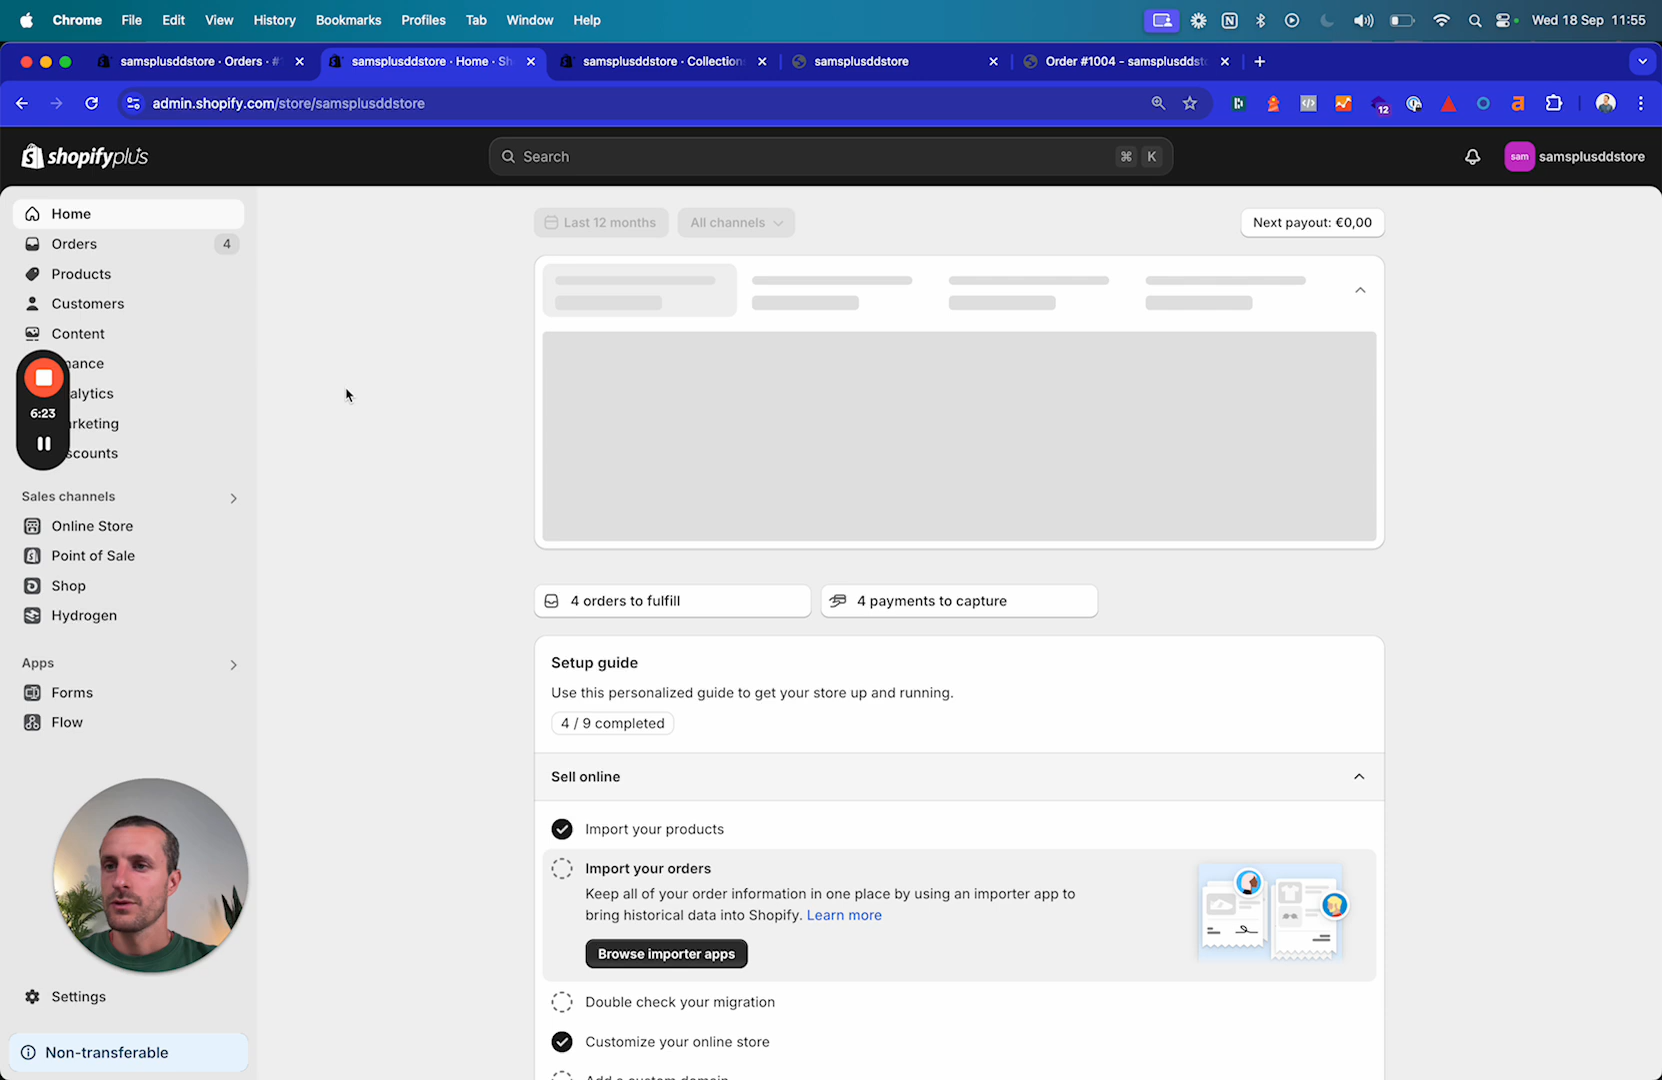 Chrome File Edit View History Bookmarks Profiles Tab Window Help Wed 18 Sep 11:55
samsplusddstore · Orders · #1 samsplusddstore · Home · Sh samsplusddstore · Collection samsplusddstore Order #1004 - samsplusddst
admin.shopify.com/store/samsplusddstore 12
shopifyplus Search ⌘ K sam samsplusddstore
Home
Orders 4
Products
Customers
Content
nance
alytics
rketing
scounts
6:23
Sales channels
Online Store
Point of Sale
Shop
Hydrogen
Apps
Forms
Flow
Settings
Non-transferable
Last 12 months All channels Next payout: €0,00
4 orders to fulfill 4 payments to capture
Setup guide
Use this personalized guide to get your store up and running.
4 / 9 completed
Sell online
Import your products
Import your orders
Keep all of your order information in one place by using an importer app to
bring historical data into Shopify. Learn more
Browse importer apps
Double check your migration
Customize your online store
Add a custom domain